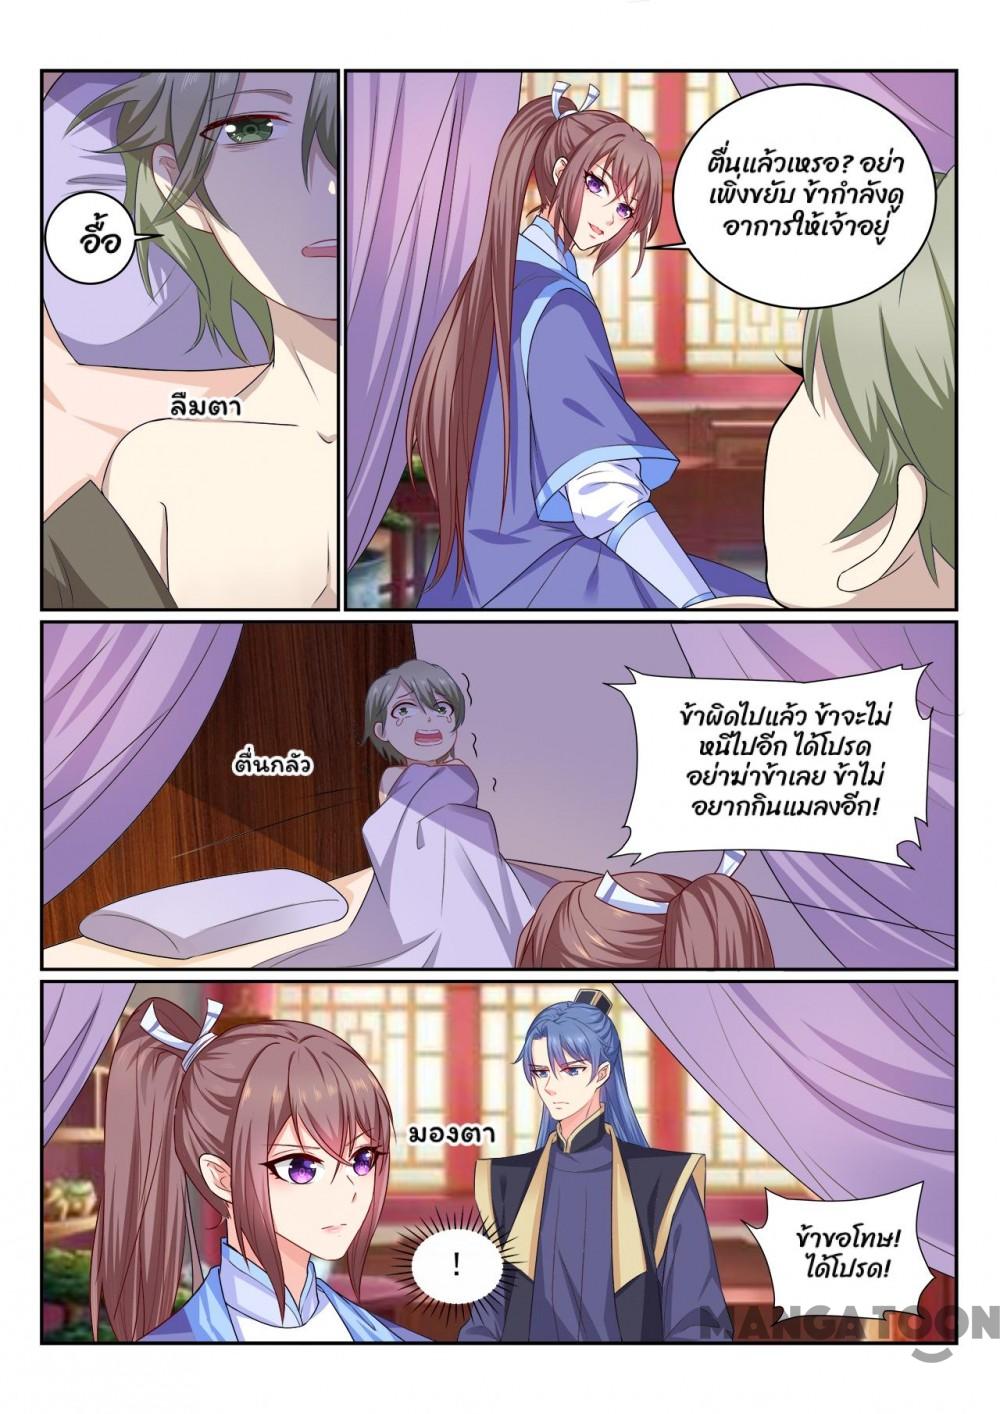 อื้อ
ลืมตา
ตื่นแล้วเหรอ? อย่า
เพิ่งขยับ ข้ากำลังดู
อาการให้เจ้าอยู่
ตื่นกลัว
ข้าผิดไปแล้ว ข้าจะไม่
หนีไปอีก ได้โปรด
อย่าฆ่าข้าเลย ข้าไม่
อยากกินแมลงอีก!
มองตา
!
ข้าขอโทษ!
ได้โปรด!
MANGATOON